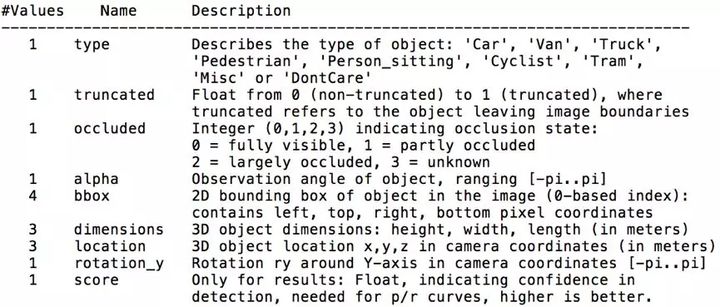 #Values    Name      Description
----------------------------------------------------------------------------
   1    type         Describes the type of object: 'Car', 'Van', 'Truck',
                     'Pedestrian', 'Person_sitting', 'Cyclist', 'Tram',
                     'Misc' or 'DontCare'
   1    truncated    Float from 0 (non-truncated) to 1 (truncated), where
                     truncated refers to the object leaving image boundaries
   1    occluded     Integer (0,1,2,3) indicating occlusion state:
                     0 = fully visible, 1 = partly occluded
                     2 = largely occluded, 3 = unknown
   1    alpha        Observation angle of object, ranging [-pi..pi]
   4    bbox         2D bounding box of object in the image (0-based index):
                     contains left, top, right, bottom pixel coordinates
   3    dimensions   3D object dimensions: height, width, length (in meters)
   3    location     3D object location x,y,z in camera coordinates (in meters)
   1    rotation_y   Rotation ry around Y-axis in camera coordinates [-pi..pi]
   1    score        Only for results: Float, indicating confidence in
                     detection, needed for p/r curves, higher is better.